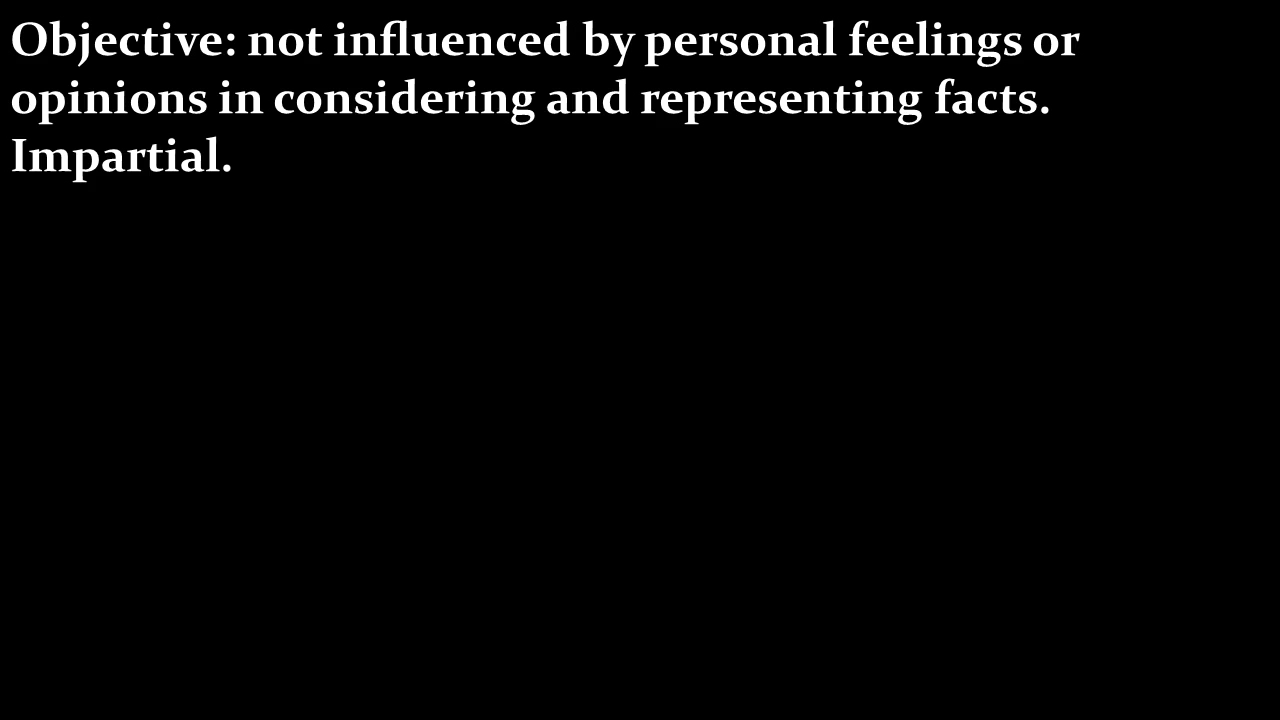 Objective: not influenced by personal feelings or
opinions in considering and representing facts.
Impartial.